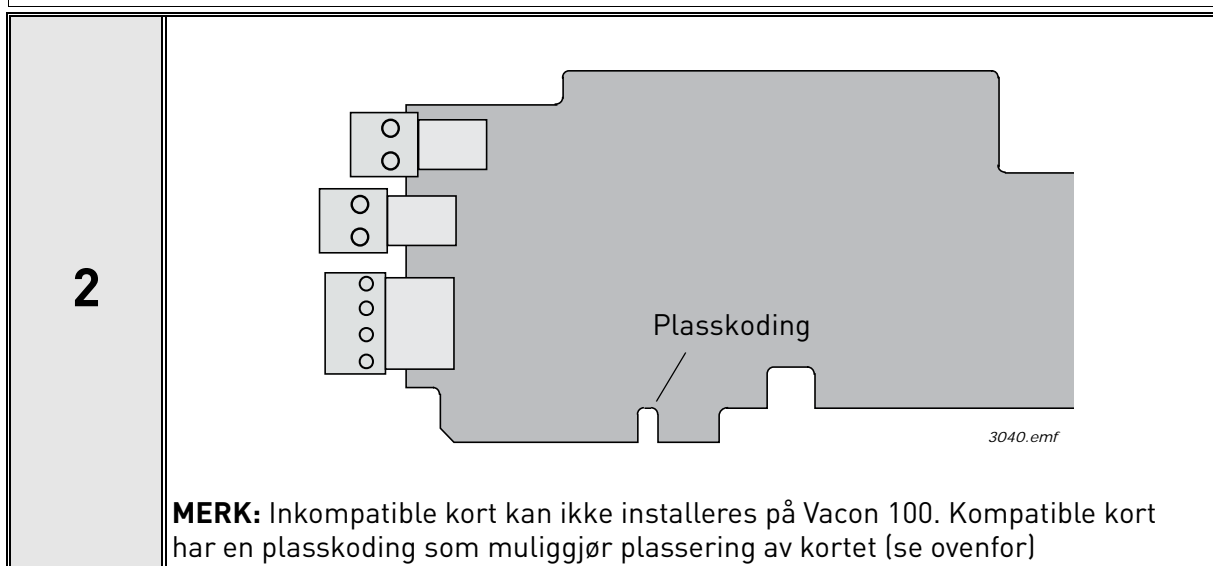 2
Plasskoding
3040.emf
MERK: Inkompatible kort kan ikke installeres på Vacon 100. Kompatible kort
har en plasskoding som muliggjør plassering av kortet (se ovenfor)